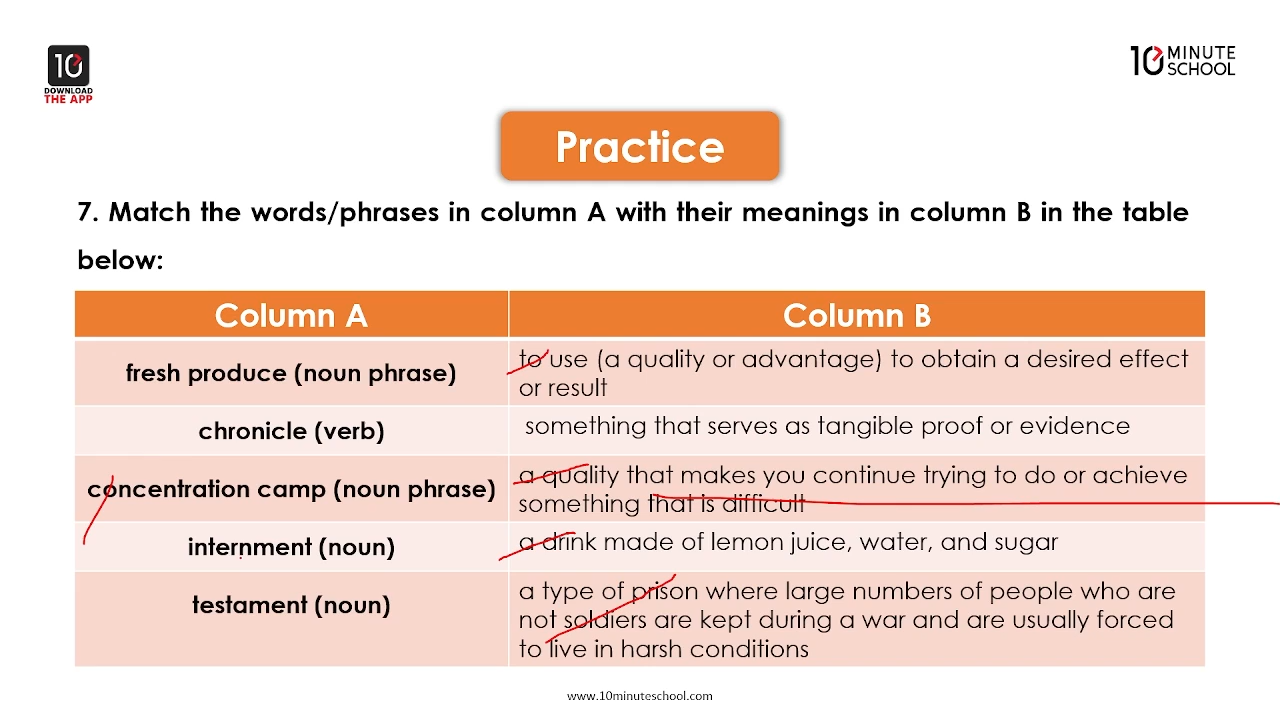 10
DOWNLOAD
THE APP
10 MINUTE
SCHOOL
Practice
7. Match the words/phrases in column A with their meanings in column B in the table
below:
Column A
Column B
fresh produce (noun phrase)
to use (a quality or advantage) to obtain a desired effect
or result
chronicle (verb)
something that serves as tangible proof or evidence
concentration camp (noun phrase)
a quality that makes you continue trying to do or achieve
something that is difficult
internment (noun)
a drink made of lemon juice, water, and sugar
testament (noun)
a type of prison where large numbers of people who are
not soldiers are kept during a war and are usually forced
to live in harsh conditions
www.10minuteschool.com